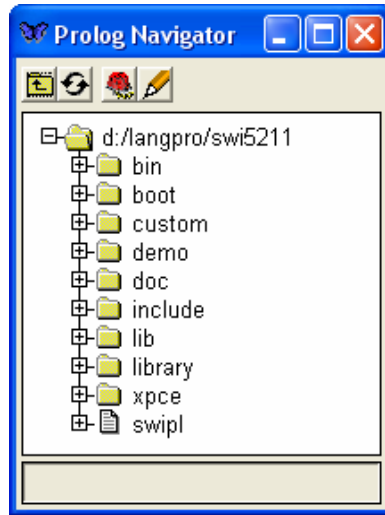 Prolog Navigator
d:/langpro/swi5211
bin
boot
custom
demo
doc
include
lib
library
xpce
swipl